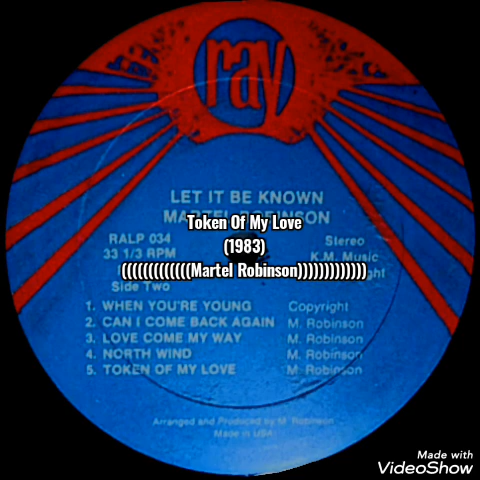 ray
LET IT BE KNOWN
Token Of My Love
(1983)
((((((((((((((Martel Robinson)))))))))))))
RALP 034
33 1/3 RPM
Side Two
Stereo
K.M. Music
1. WHEN YOU'RE YOUNG Copyright
2. CAN I COME BACK AGAIN M. Robinson
3. LOVE COME MY WAY M. Robinson
4. NORTH WIND M. Robinson
5. TOKEN OF MY LOVE M. Robinson
Arranged and Produced by M. Robinson
Made in USA
Made with
VideoShow